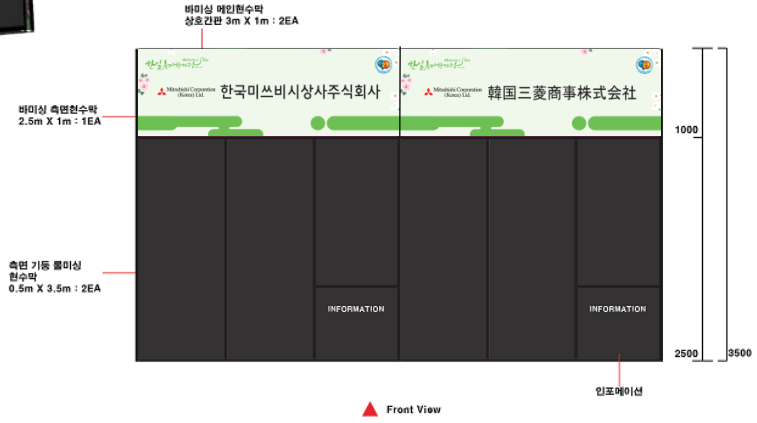 바미싱 메인현수막
상호간판 3m X 1m : 2EA
Mitsubishi Corporation
(Korea) Ltd.
한국미쓰비시상사주식회사
Mitsubishi Corporation
(Korea) Ltd.
韓国三菱商事株式会社
바미싱 측면현수막
2.5m X 1m : 1EA
1000
측면 기둥 롤미싱
현수막
0.5m X 3.5m : 2EA
INFORMATION
INFORMATION
2500
3500
인포메이션
Front View